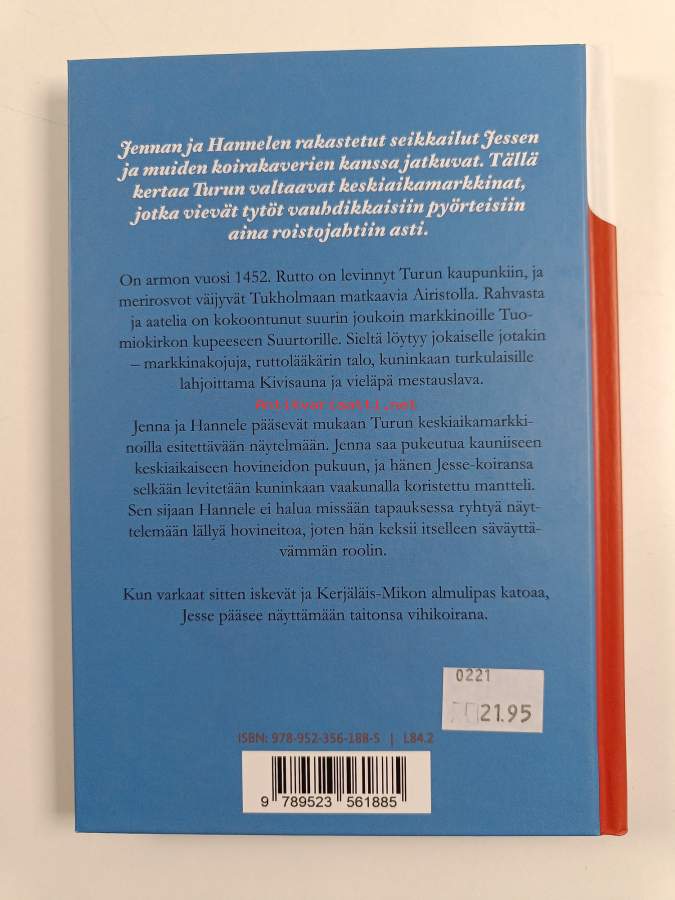 Jennan ja Hannelen rakastetut seikkailut Jessen
ja muiden koirakaverien kanssa jatkuvat. Tällä
kertaa Turun valtaavat keskiaikamarkkinat,
jotka vievät tytöt vauhdikkaisiin pyörteisiin
aina roistojahtiin asti.
On armon vuosi 1452. Rutto on levinnyt Turun kaupunkiin, ja
merirosvot väijyvät Tukholmaan matkaavia Airistolla. Rahvasta
ja aatelia on kokoontunut suurin joukoin markkinoille Tuo-
miokirkon kupeeseen Suurtorille. Sieltä löytyy jokaiselle jotakin
– markkinakojuja, ruttolääkärin talo, kuninkaan turkulaisille
lahjoittama Kivisauna ja vieläpä mestauslava.
Antikvariaatti.net
Jenna ja Hannele pääsevät mukaan Turun keskiaikamarkki-
noilla esitettävään näytelmään. Jenna saa pukeutua kauniiseen
keskiaikaiseen hovineidon pukuun, ja hänen Jesse-koiransa
selkään levitetään kuninkaan vaakunalla koristettu mantteli.
Sen sijaan Hannele ei halua missään tapauksessa ryhtyä näyt-
telemään lällyä hovineitoa, joten hän keksii itselleen säväyttä-
vämmän roolin.
Kun varkaat sitten iskevät ja Kerjäläis-Mikon almulipas katoaa,
Jesse pääsee näyttämään taitonsa vihikoirana.
0221
21.95
ISBN: 978-952-356-188-5 | L84.2
9 789523 561885